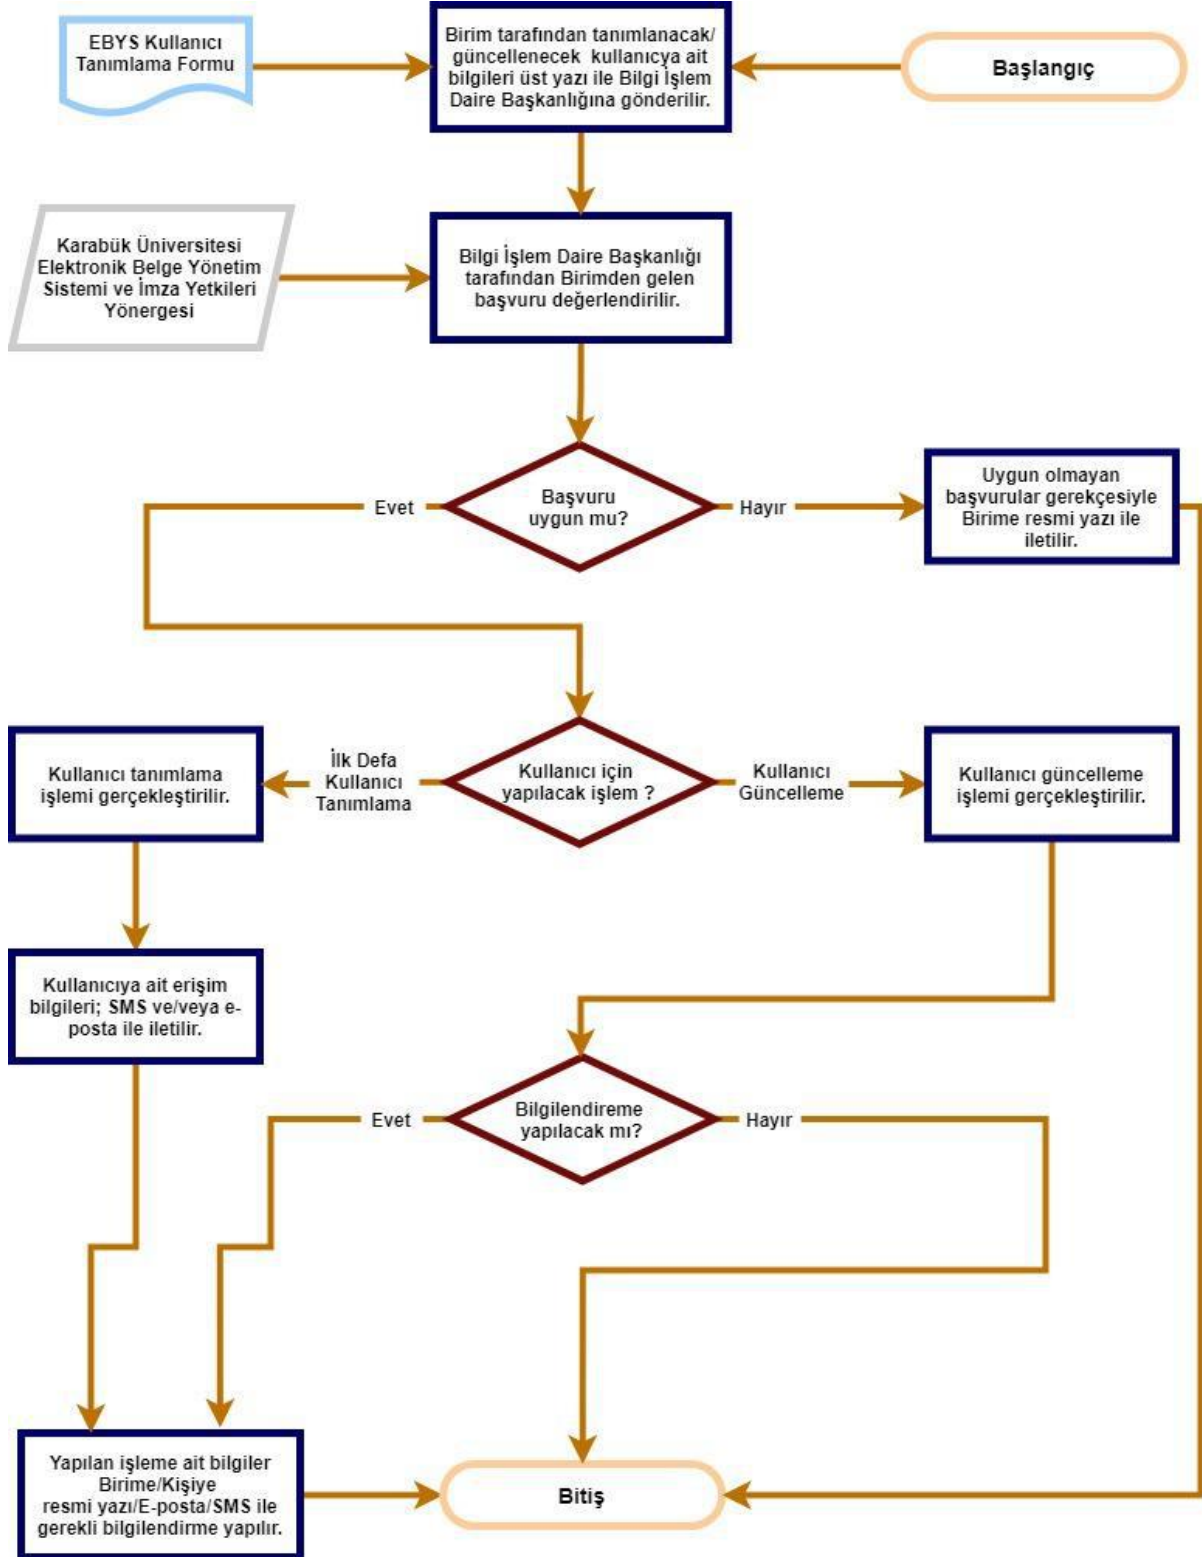 EBYS Kullanıcı
Tanımlama Formu
Birim tarafından tanımlanacak/
güncellenecek kullanıcya ait
bilgileri üst yazı ile Bilgi İşlem
Daire Başkanlığına gönderilir.
Başlangıç
Karabük Üniversitesi
Elektronik Belge Yönetim
Sistemi ve İmza Yetkileri
Yönergesi
Bilgi İşlem Daire Başkanlığı
tarafından Birimden gelen
başvuru değerlendirilir.
Evet
Başvuru
uygun mu?
Hayır
Uygun olmayan
başvurular gerekçesiyle
Birime resmi yazı ile
iletilir.
Kullanıcı tanımlama
işlemi gerçekleştirilir.
İlk Defa
Kullanıcı
Tanımlama
Kullanıcı için
yapılacak işlem ?
Kullanıcı
Güncelleme
Kullanıcı güncelleme
işlemi gerçekleştirilir.
Kullanıcıya ait erişim
bilgileri; SMS ve/veya e-
posta ile iletilir.
Evet
Bilgilendireme
yapılacak mı?
Hayır
Yapılan işleme ait bilgiler
Birime/Kişiye
resmi yazı/E-posta/SMS ile
gerekli bilgilendirme yapılır.
Bitiş